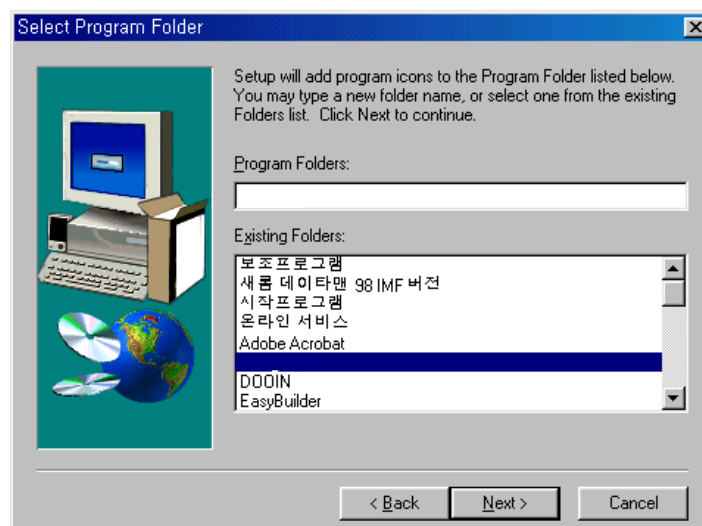 Select Program Folder
Setup will add program icons to the Program Folder listed below.
You may type a new folder name, or select one from the existing
Folders list. Click Next to continue.
Program Folders:
Existing Folders:
보조프로그램
새롬 데이타맨 98 IMF 버전
시작프로그램
온라인 서비스
Adobe Acrobat
DOOIN
EasyBuilder
< Back
Next >
Cancel